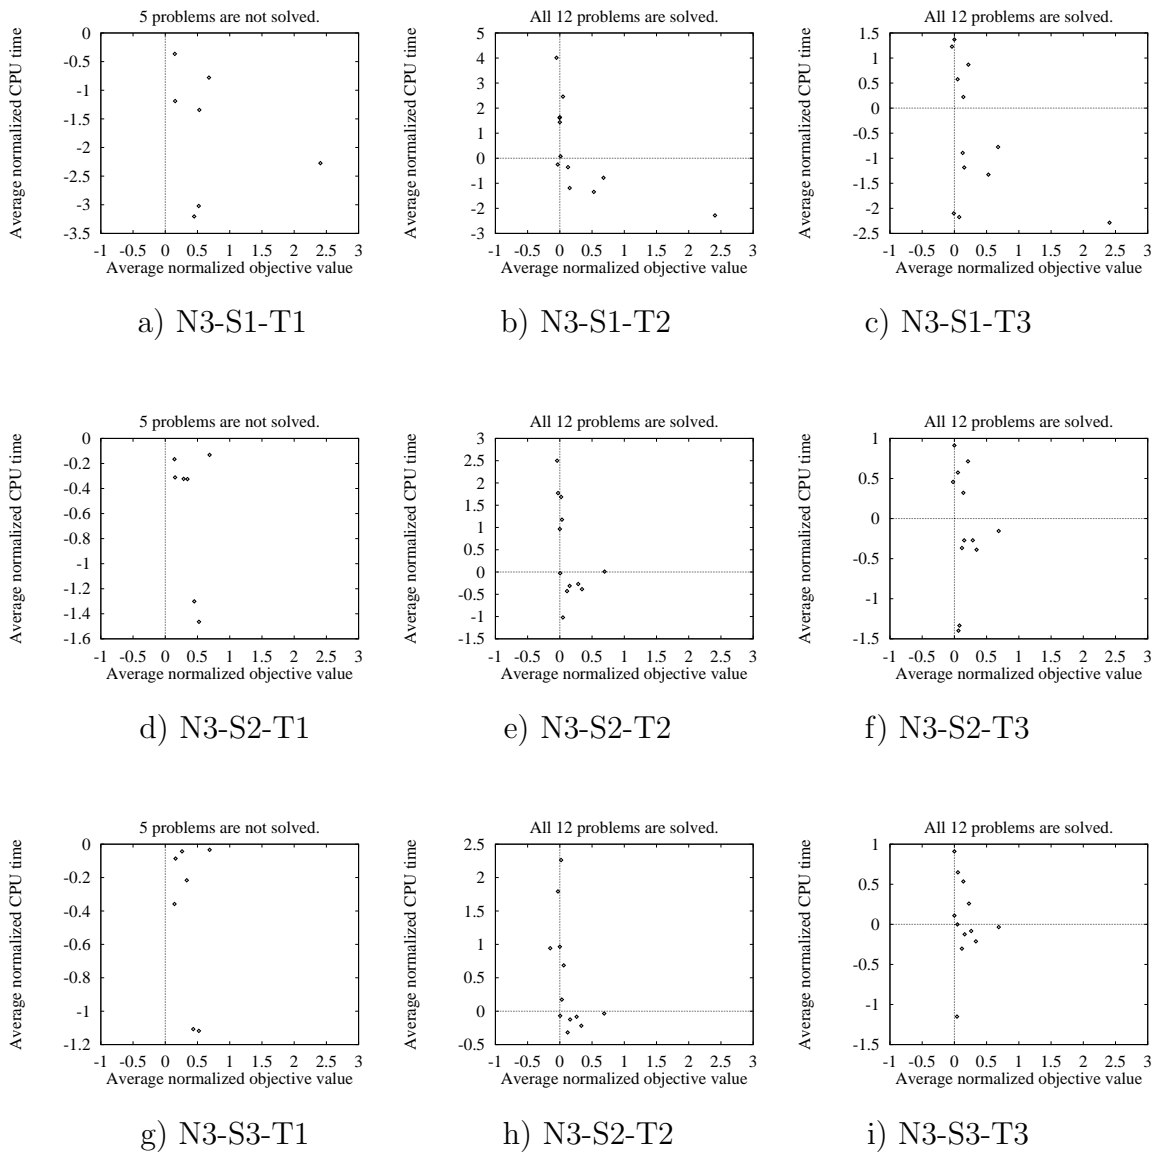 5 problems are not solved. All 12 problems are solved. All 12 problems are solved.
Average normalized CPU time Average normalized CPU time Average normalized CPU time
0 5 1.5
-0.5 4 1
-1 3 0.5
-1.5 2 0
-2 1 -0.5
-2.5 0 -1
-3 -1 -1.5
-3.5 -2 -2
-3 -2.5
-1 -0.5 0 0.5 1 1.5 2 2.5 3 -1 -0.5 0 0.5 1 1.5 2 2.5 3 -1 -0.5 0 0.5 1 1.5 2 2.5 3
Average normalized objective value Average normalized objective value Average normalized objective value
a) N3-S1-T1 b) N3-S1-T2 c) N3-S1-T3
5 problems are not solved. All 12 problems are solved. All 12 problems are solved.
Average normalized CPU time Average normalized CPU time Average normalized CPU time
0 3 1
-0.2 2.5 0.5
-0.4 2 0
-0.6 1.5 -0.5
-0.8 1 -1
-1 0.5 -1.5
-1.2 0
-1.4 -0.5
-1.6 -1
-1.5
-1 -0.5 0 0.5 1 1.5 2 2.5 3 -1 -0.5 0 0.5 1 1.5 2 2.5 3 -1 -0.5 0 0.5 1 1.5 2 2.5 3
Average normalized objective value Average normalized objective value Average normalized objective value
d) N3-S2-T1 e) N3-S2-T2 f) N3-S2-T3
5 problems are not solved. All 12 problems are solved. All 12 problems are solved.
Average normalized CPU time Average normalized CPU time Average normalized CPU time
0 2.5 1
-0.2 2 0.5
-0.4 1.5 0
-0.6 1 -0.5
-0.8 0.5 -1
-1 0 -1.5
-1.2 -0.5
-1 -0.5 0 0.5 1 1.5 2 2.5 3 -1 -0.5 0 0.5 1 1.5 2 2.5 3 -1 -0.5 0 0.5 1 1.5 2 2.5 3
Average normalized objective value Average normalized objective value Average normalized objective value
g) N3-S3-T1 h) N3-S2-T2 i) N3-S3-T3